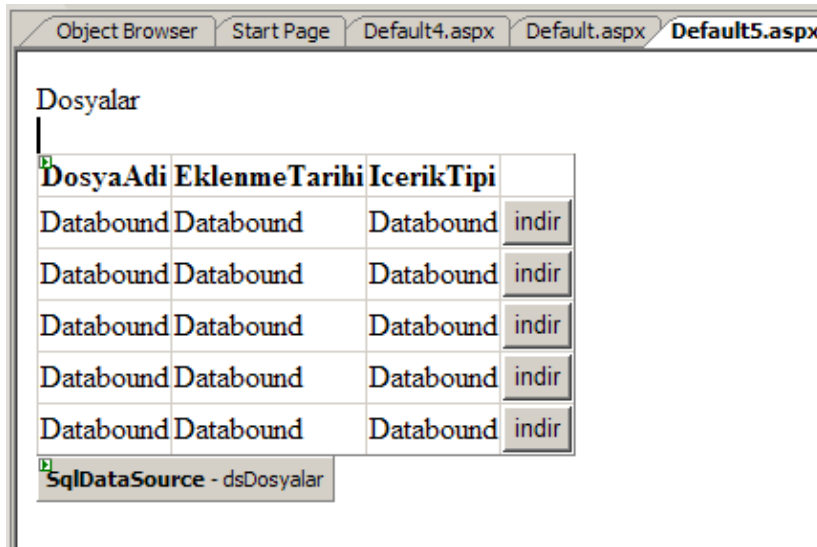 Object Browser Start Page Default4.aspx Default.aspx Default5.aspx
Dosyalar
DosyaAdi EklenmeTarihi IcerikTipi
Databound Databound Databound indir
Databound Databound Databound indir
Databound Databound Databound indir
Databound Databound Databound indir
Databound Databound Databound indir
SqlDataSource - dsDosyalar